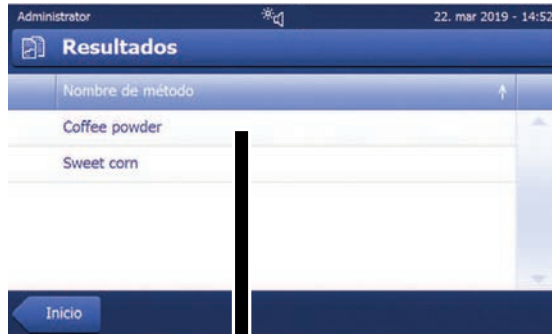 Administrator 22. mar 2019 - 14:52
Resultados
Nombre de método
Coffee powder
Sweet corn
Inicio